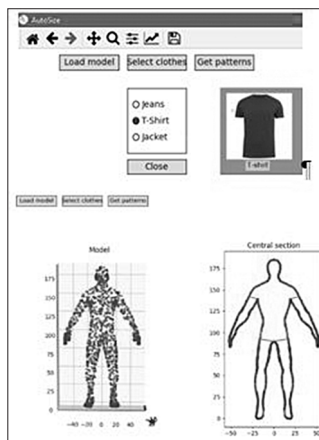 AutoSize
Load model Select clothes Get patterns
Jeans
T-Shirt
Jacket
Close
T-shirt
Load model Select clothes Get patterns
Model
Central section
175
150
125
100
75
50
25
0
-40 -20 0 20 40
175
150
125
100
75
50
25
0
-50 -25 0 25 50